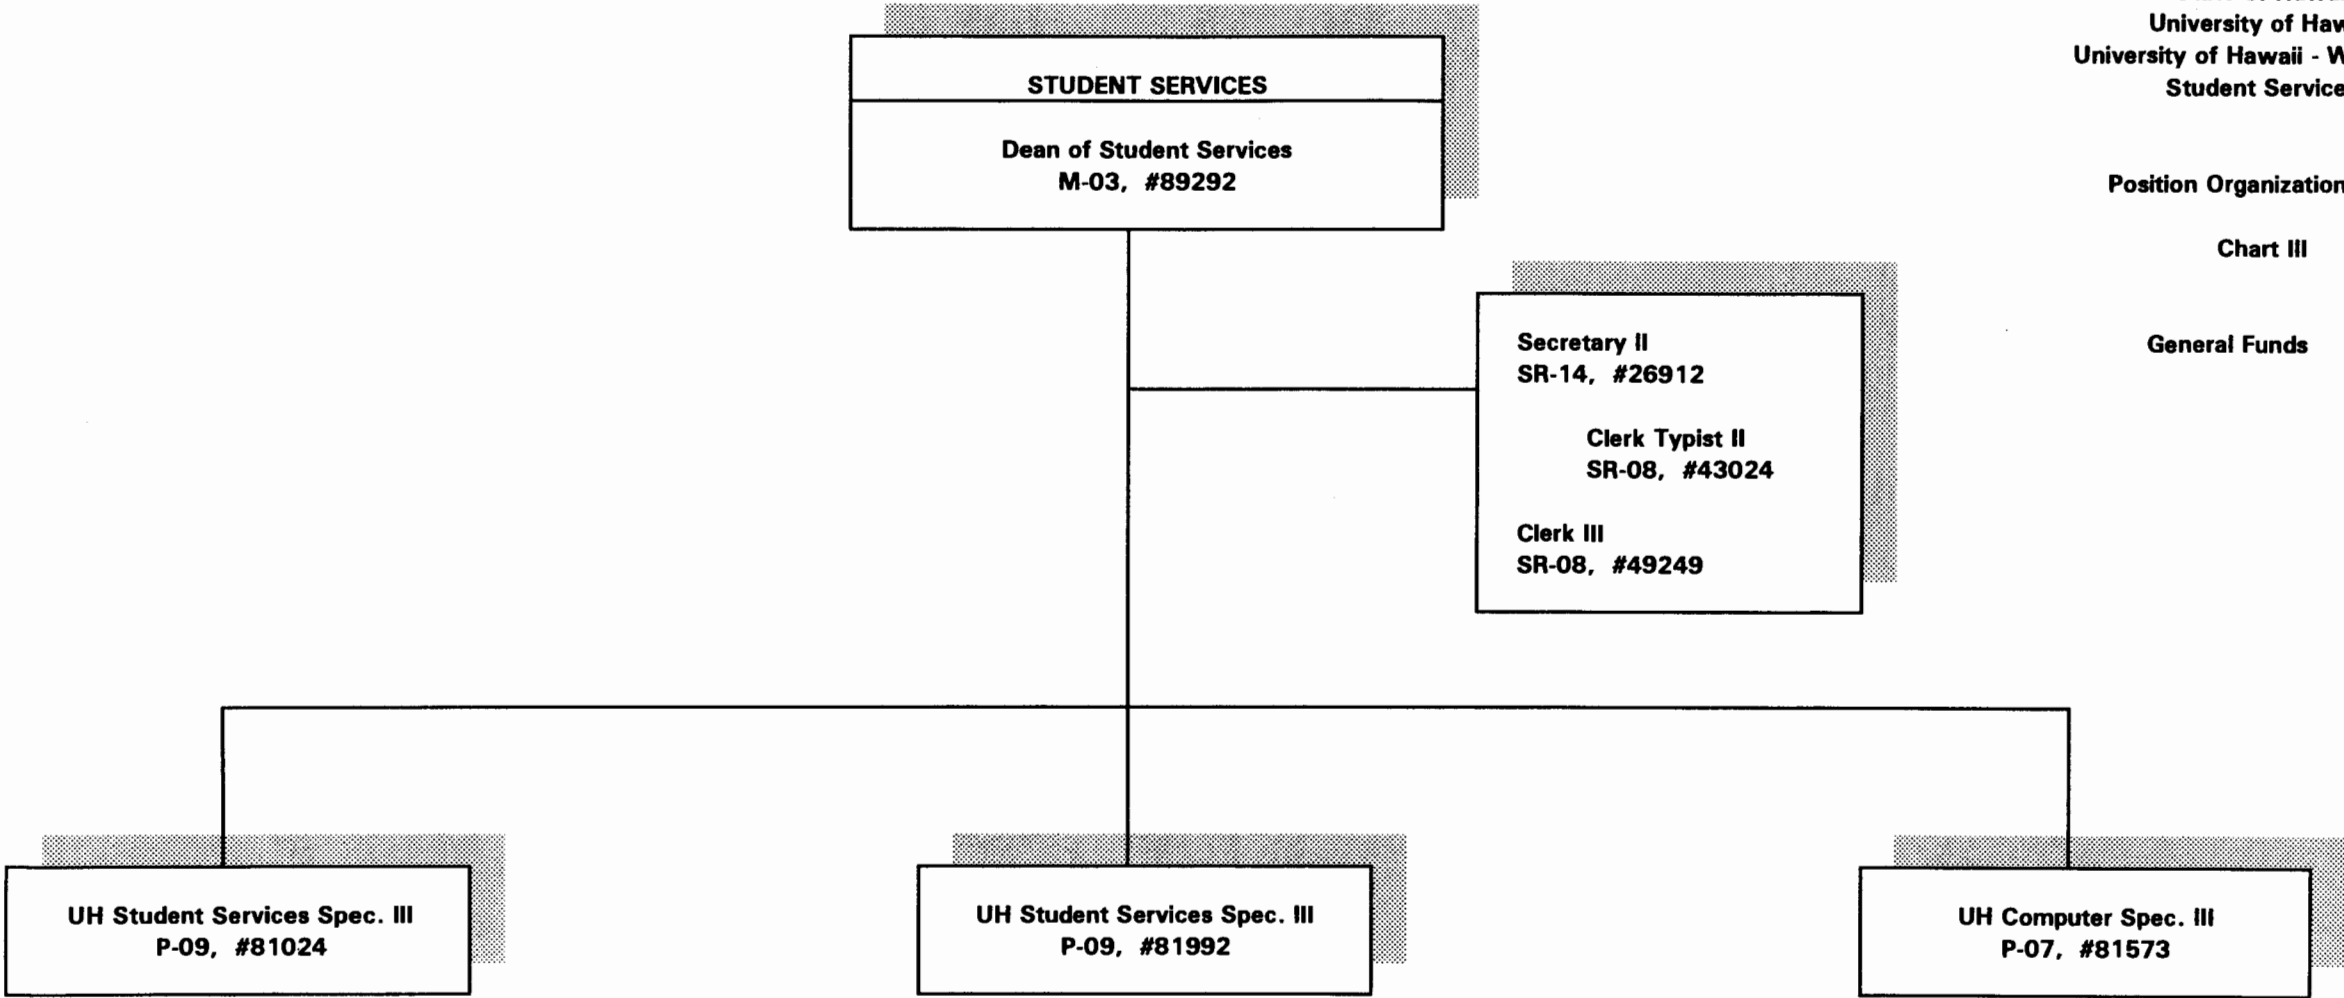 University of
University of Hawaii -
Student
STUDENT SERVICES
Dean of Student Services
M-03, #89292
Position Organization
Chart III
General Funds
Secretary II
SR-14, #26912
Clerk Typist II
SR-08, #43024
Clerk III
SR-08, #49249
UH Student Services Spec. III
P-09, #81024
UH Student Services Spec. III
P-09, #81992
UH Computer Spec. III
P-07, #81573